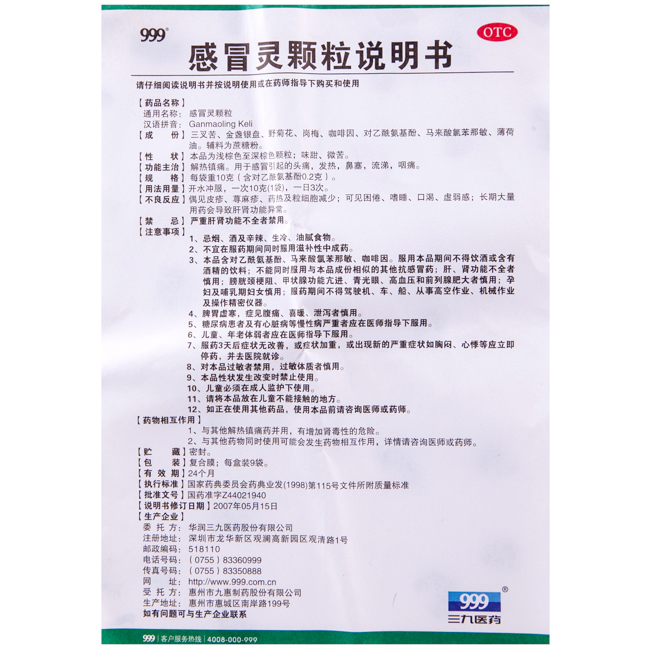 999®
OTC
感冒灵颗粒说明书
请仔细阅读说明书并按说明使用或在药师指导下购买和使用
【药品名称】
通用名称：感冒灵颗粒
汉语拼音：Ganmaoling Keli
【成　　份】三叉苦、金盏银盘、野菊花、岗梅、咖啡因、对乙酰氨基酚、马来酸氯苯那敏、薄荷
油。辅料为蔗糖粉。
【性　　状】本品为浅棕色至深棕色颗粒；味甜、微苦。
【功能主治】解热镇痛。用于感冒引起的头痛，发热，鼻塞，流涕，咽痛。
【规　　格】每袋重10克（含对乙酰氨基酚0.2克）。
【用法用量】开水冲服，一次10克(1袋)，一日3次。
【不良反应】偶见皮疹、荨麻疹、药热及粒细胞减少；可见困倦、嗜睡、口渴、虚弱感；长期大量
用药会导致肝肾功能异常。
【禁　　忌】严重肝肾功能不全者禁用。
【注意事项】
1、忌烟、酒及辛辣、生冷、油腻食物。
2、不宜在服药期间同时服用滋补性中成药。
3、本品含对乙酰氨基酚、马来酸氯苯那敏、咖啡因。服用本品期间不得饮酒或含有
酒精的饮料；不能同时服用与本品成份相似的其他抗感冒药；肝、肾功能不全者
慎用；膀胱颈梗阻、甲状腺功能亢进、青光眼、高血压和前列腺肥大者慎用；孕
妇及哺乳期妇女慎用；服药期间不得驾驶机、车、船、从事高空作业、机械作业
及操作精密仪器。
4、脾胃虚寒，症见腹痛、喜暖、泄泻者慎用。
5、糖尿病患者及有心脏病等慢性病严重者应在医师指导下服用。
6、儿童、年老体弱者应在医师指导下服用。
7、服药3天后症状无改善，或症状加重，或出现新的严重症状如胸闷、心悸等应立即
停药，并去医院就诊。
8、对本品过敏者禁用，过敏体质者慎用。
9、本品性状发生改变时禁止使用。
10、儿童必须在成人监护下使用。
11、请将本品放在儿童不能接触的地方。
12、如正在使用其他药品，使用本品前请咨询医师或药师。
【药物相互作用】
1、与其他解热镇痛药并用，有增加肾毒性的危险。
2、与其他药物同时使用可能会发生药物相互作用，详情请咨询医师或药师。
【贮　　藏】密封。
【包　　装】复合膜；每盒装9袋。
【有 效 期】24个月
【执行标准】国家药典委员会药典业发(1998)第115号文件所附质量标准
【批准文号】国药准字Z44021940
【说明书修订日期】2007年05月15日
【生产企业】
委 托 方：华润三九医药股份有限公司
注册地址：深圳市龙华新区观澜高新园区观清路1号
邮政编码：518110
电话号码：(0755) 83360999
传真号码：(0755) 83350888
网　　址：http://www.999.com.cn
受 托 方：惠州市九惠制药股份有限公司
生产地址：惠州市惠城区南岸路199号
如有问题可与生产企业联系
999®
三九医药
999 | 客户服务热线 | 4008-000-999